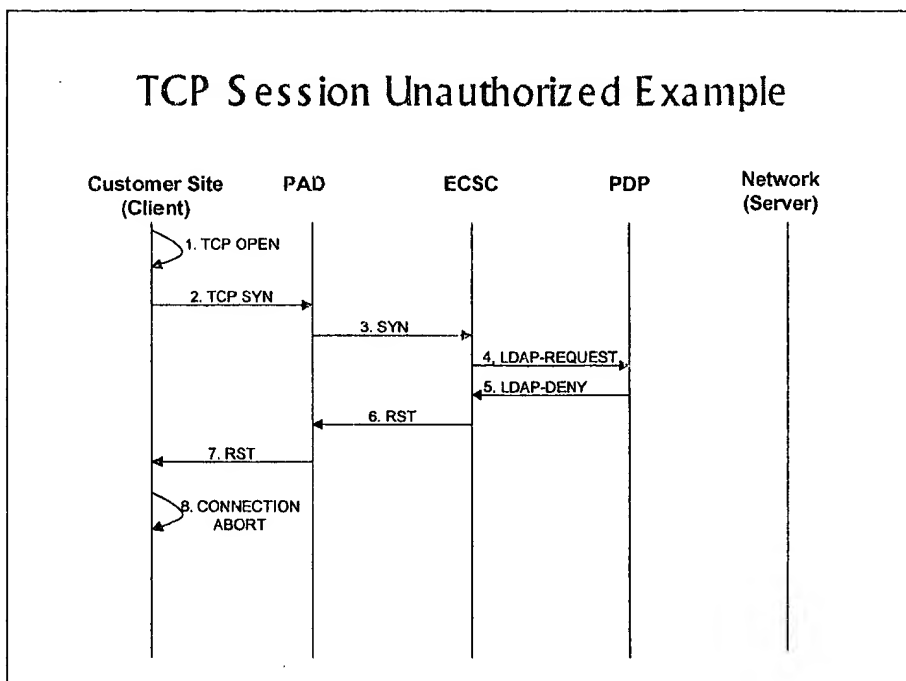 TCP Session Unauthorized Example
Customer Site
(Client)
PAD
ECSC
PDP
Network
(Server)
1. TCP OPEN
2. TCP SYN
3. SYN
4, LDAP-REQUEST
5. LDAP-DENY
6. RST
7. RST
8. CONNECTION
ABORT